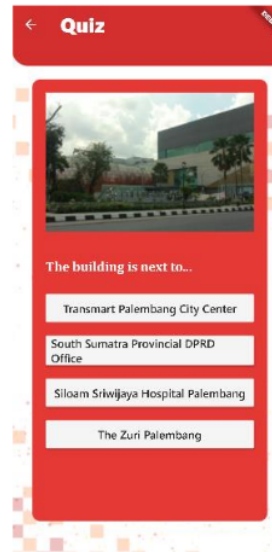 Quiz
The building is next to...
Transmart Palembang City Center
South Sumatra Provincial DPRD
Office
Siloam Sriwijaya Hospital Palembang
The Zuri Palembang